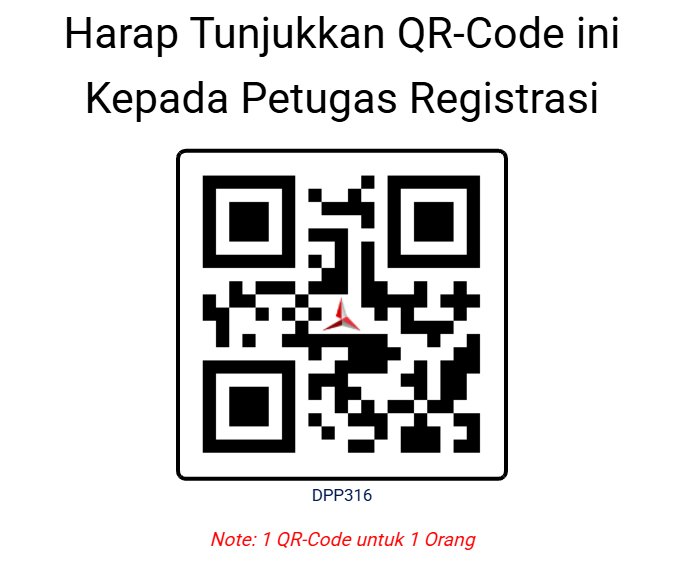 Harap Tunjukkan QR-Code ini
Kepada Petugas Registrasi
DPP316
Note: 1 QR-Code untuk 1 Orang